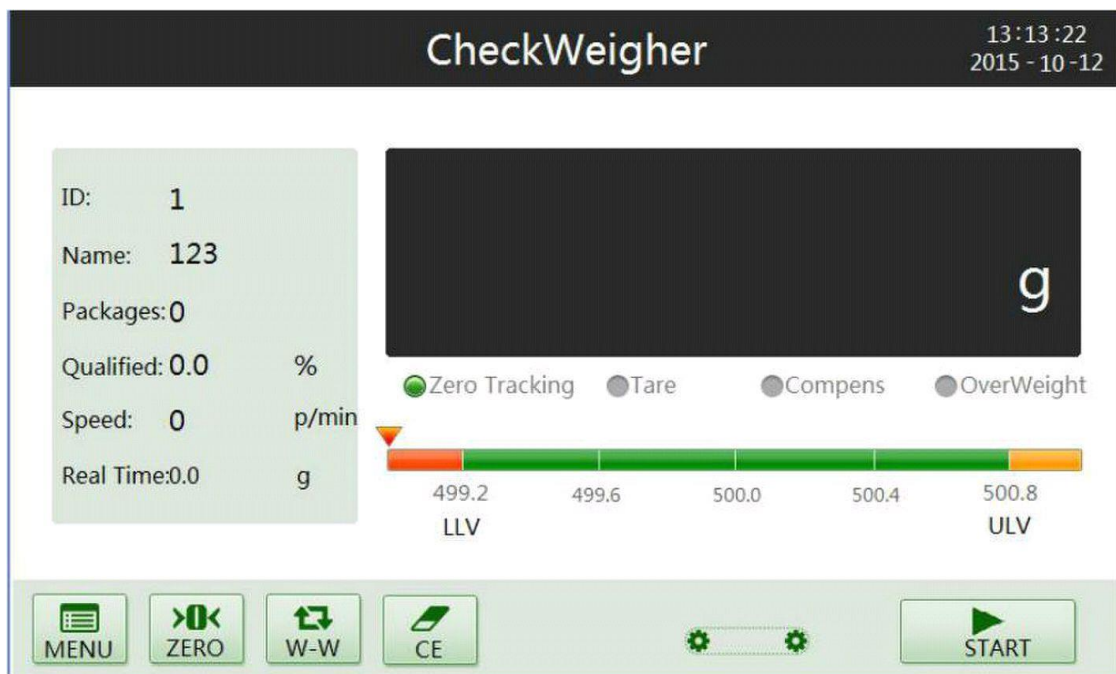 CheckWeigher
13:13:22
2015-10-12
ID: 1
Name: 123
Packages: 0
Qualified: 0.0 %
Speed: 0 p/min
Real Time: 0.0 g
g
Zero Tracking Tare Compens OverWeight
499.2 499.6 500.0 500.4 500.8
LLV ULV
MENU >0< ZERO W-W CE START